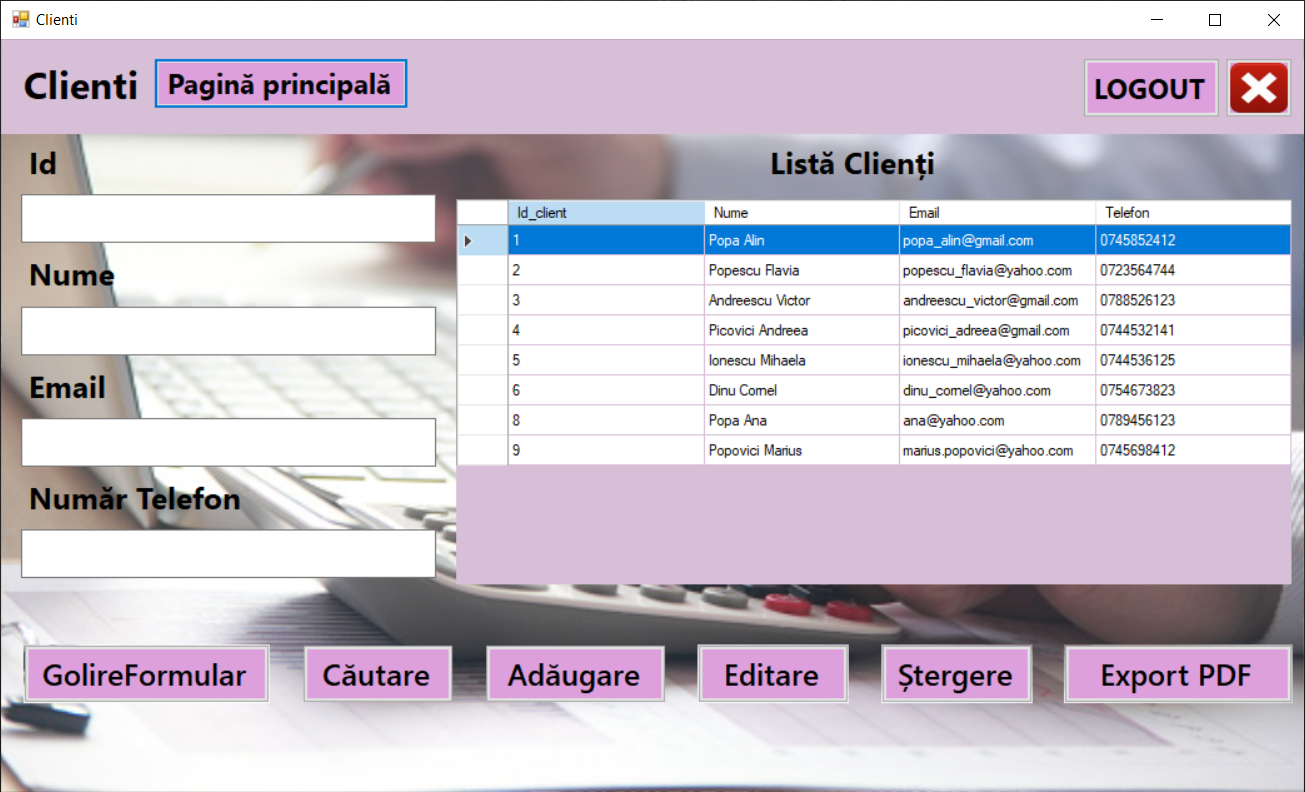 Clienti
Clienti Pagină principală LOGOUT
Id
Nume
Email
Număr Telefon
Listă Clienți
Id_client Nume Email Telefon
1 Popa Alin popa_alin@gmail.com 0745852412
2 Popescu Flavia popescu_flavia@yahoo.com 0723564744
3 Andreescu Victor andreescu_victor@gmail.com 0788526123
4 Picovici Andreea picovici_adreea@gmail.com 0744532141
5 Ionescu Mihaela ionescu_mihaela@yahoo.com 0744536125
6 Dinu Cornel dinu_cornel@yahoo.com 0754673823
8 Popa Ana ana@yahoo.com 0789456123
9 Popovici Marius marius.popovici@yahoo.com 0745698412
GolireFormular Căutare Adăugare Editare Ștergere Export PDF